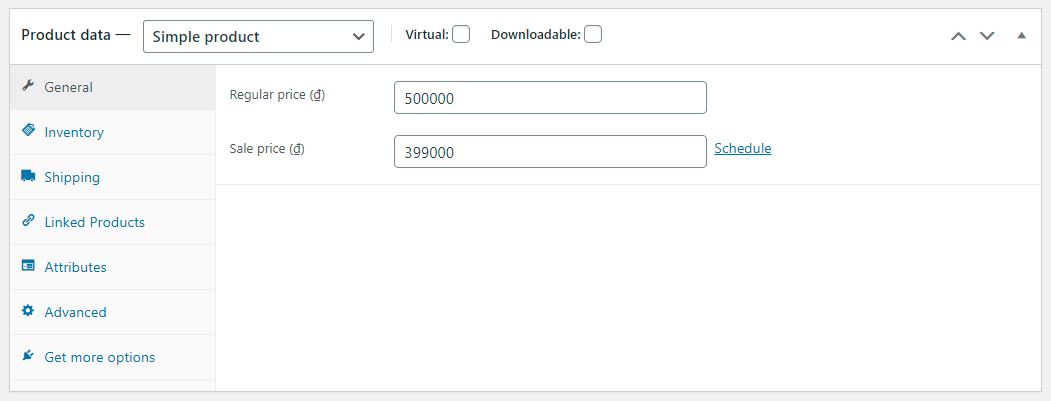 Product data — Simple product Virtual: Downloadable:
General
Regular price (₫) 500000
Sale price (₫) 399000 Schedule
Inventory
Shipping
Linked Products
Attributes
Advanced
Get more options